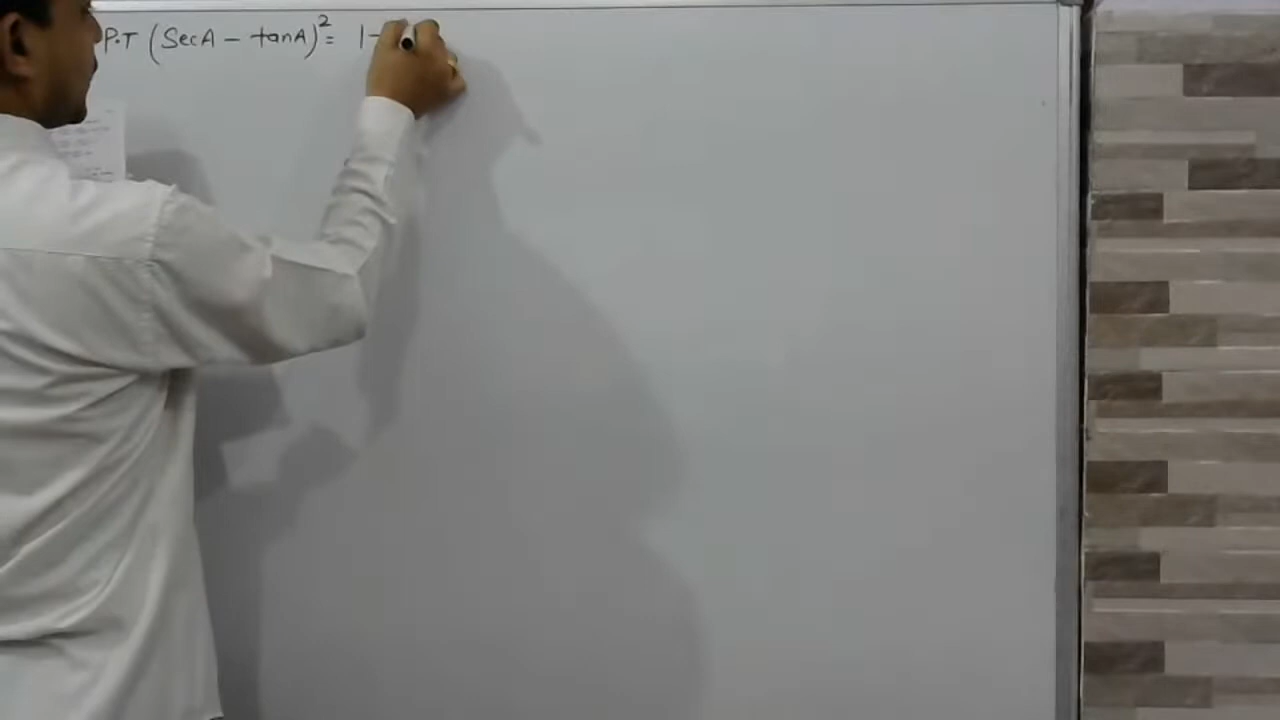 P.T (SecA - tanA)² = 1 -